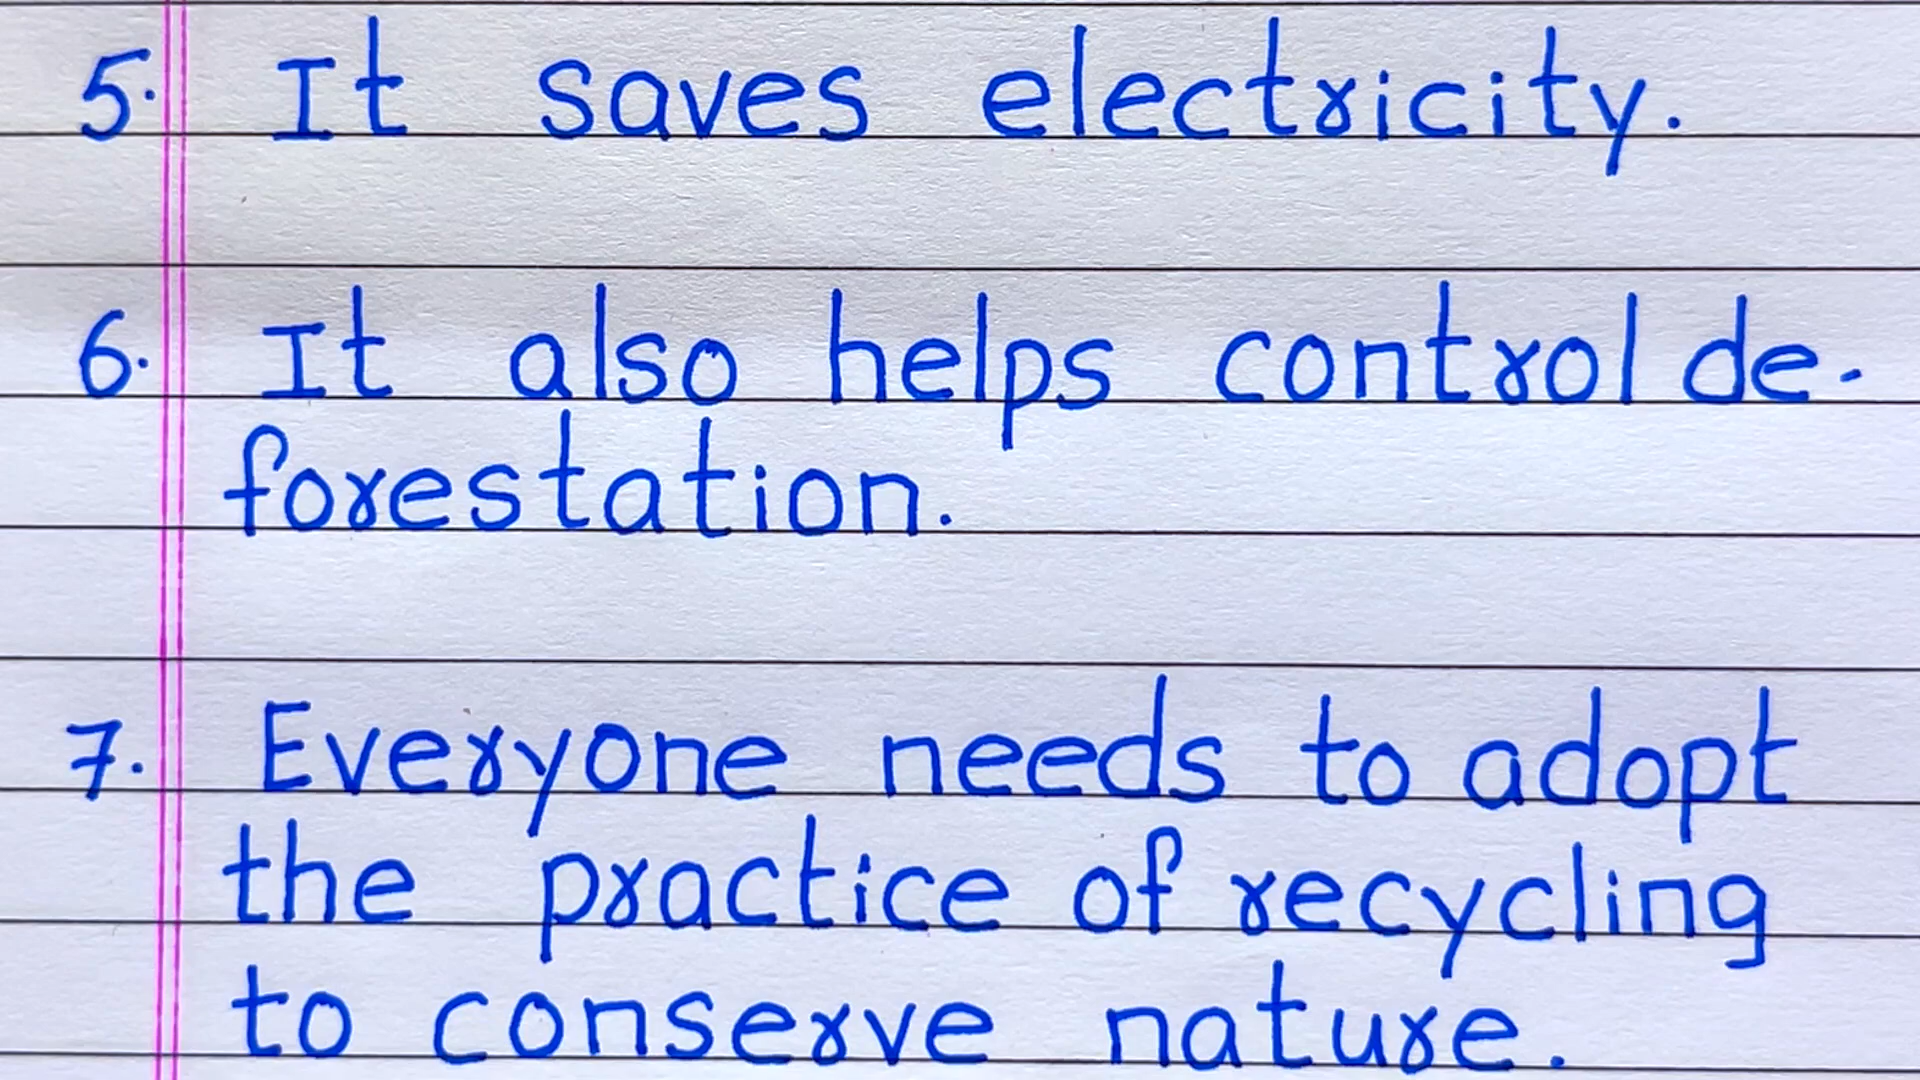 5. It saves electricity.
6. It also helps control de-
forestation.
7. Everyone needs to adopt
the practice of recycling
to conserve nature.